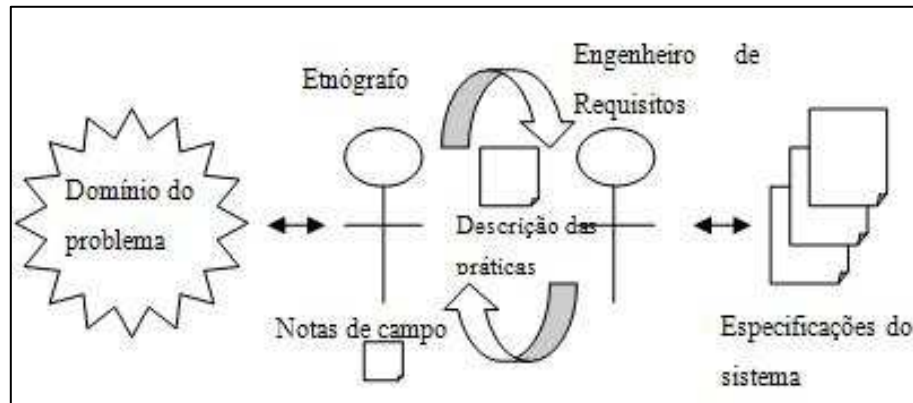 Etnógrafo
Engenheiro de
Requisitos
Domínio do
problema
Descrição das
práticas
Notas de campo
Especificações do
sistema